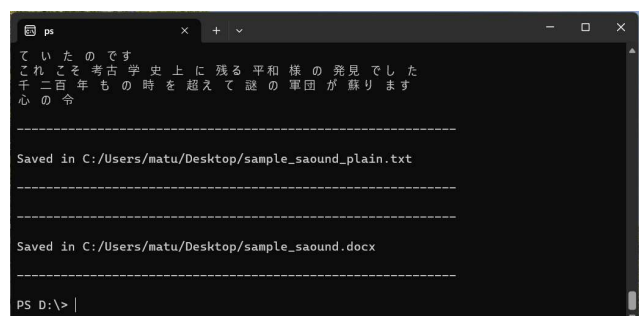 ps
て い た の です
これ こそ 考古 学 史 上 に 残る 平和 様 の 発見 でし た
千 二百 年 も の 時 を 超え て 謎 の 軍団 が 蘇り ます
心 の 令
------------------------------------------------------------
Saved in C:/Users/matu/Desktop/sample_saound_plain.txt
------------------------------------------------------------
------------------------------------------------------------
Saved in C:/Users/matu/Desktop/sample_saound.docx
------------------------------------------------------------
PS D:\>